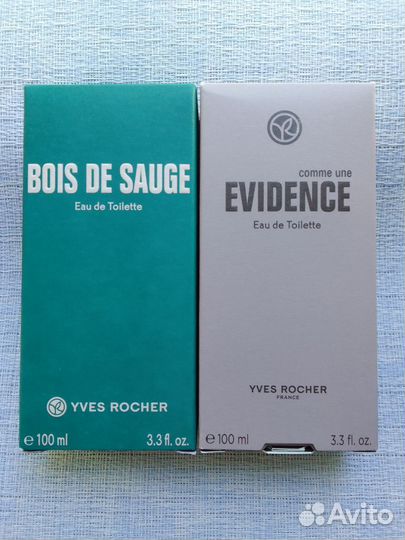 BOIS DE SAUGE
Eau de Toilette
YVES ROCHER
℮ 100 ml 3.3 fl. oz.
comme une
EVIDENCE
Eau de Toilette
YVES ROCHER
FRANCE
℮ 100 ml 3.3 fl. oz.
Avito